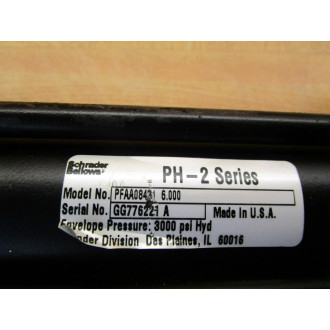 Schrader
Bellows
PH-2 Series
Model No. 6.000
Serial No. GG776221 A Made in U.S.A.
Envelope Pressure: 3000 psi Hyd
Division Des Plaines, IL 60016